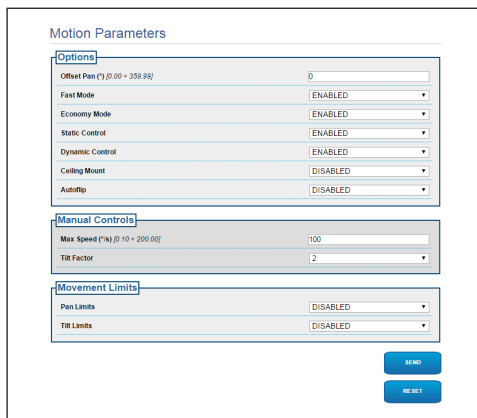 Motion Parameters
Options
Offset Pan (°) [0.00 ÷ 359.99] 0
Fast Mode ENABLED
Economy Mode ENABLED
Static Control ENABLED
Dynamic Control ENABLED
Ceiling Mount DISABLED
Autoflip DISABLED
Manual Controls
Max Speed (°/s) [0.10 ÷ 200.00] 100
Tilt Factor 2
Movement Limits
Pan Limits DISABLED
Tilt Limits DISABLED
SEND
RESET